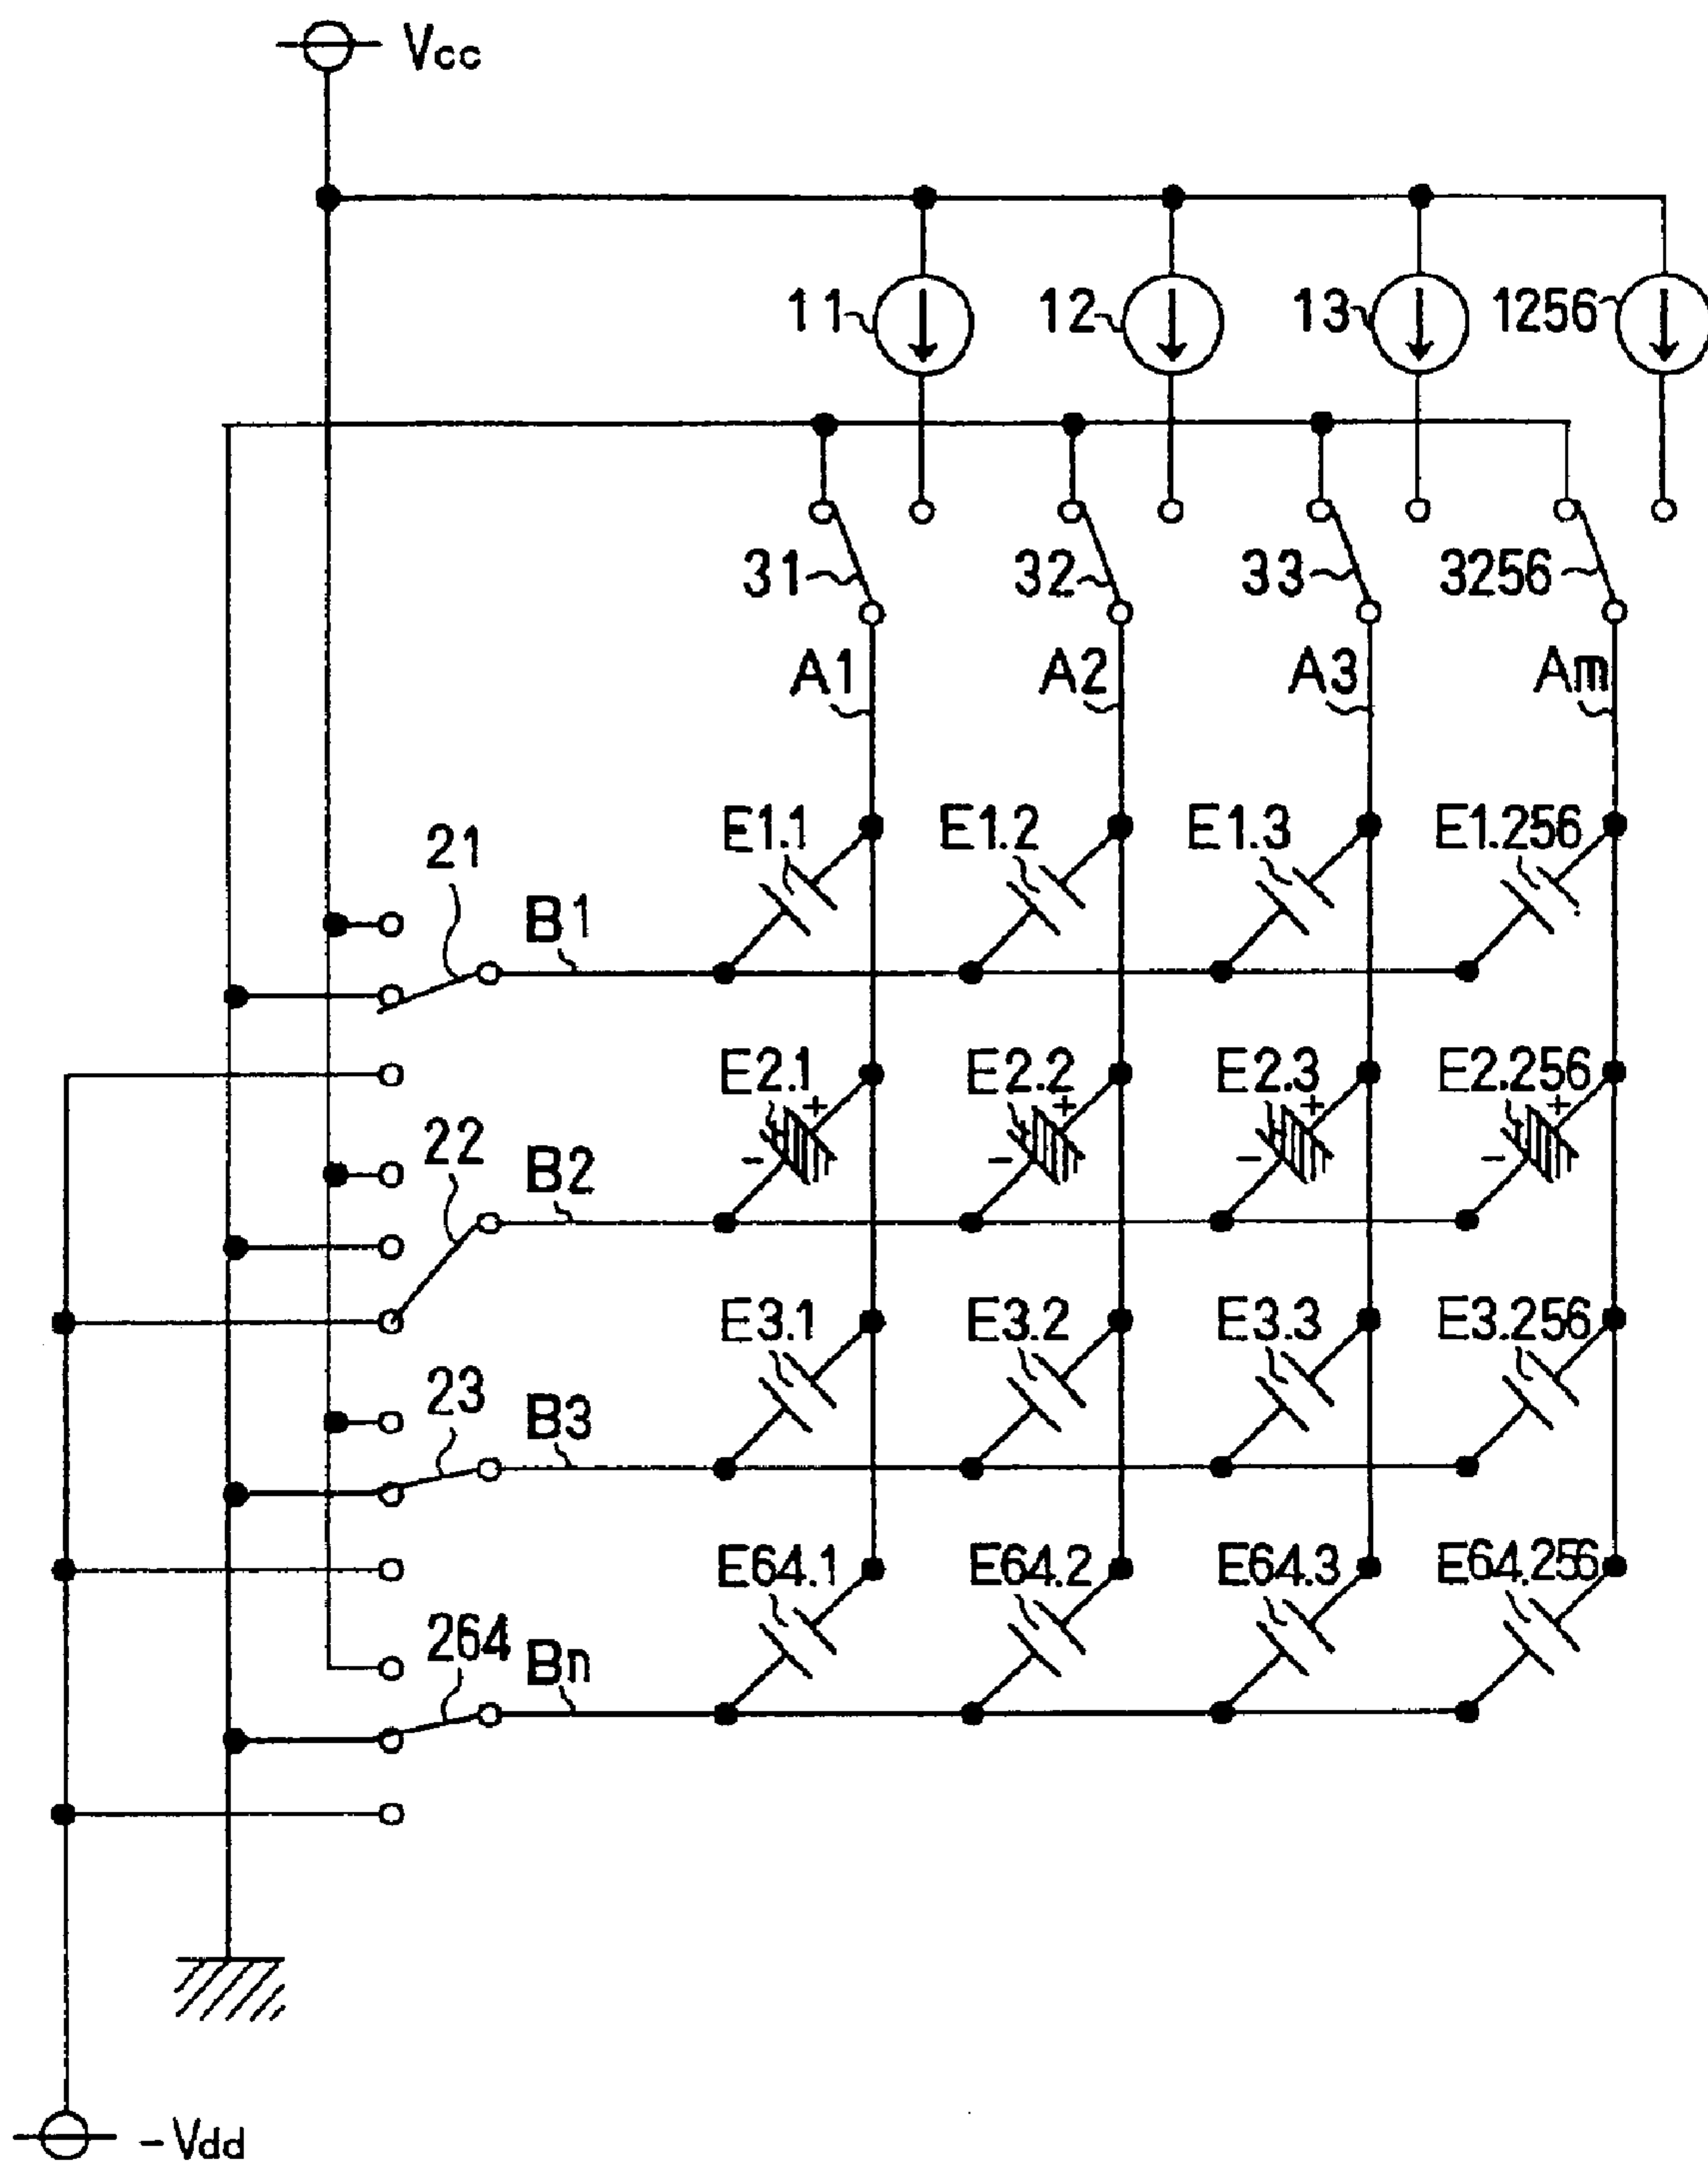 Vcc
11 12 13 1256
31 32 33 3256
A1 A2 A3 Am
E1.1 E1.2 E1.3 E1.256
21 B1
E2.1 E2.2 E2.3 E2.256
+ + + +
22 B2 - - - -
E3.1 E3.2 E3.3 E3.256
23 B3
E64.1 E64.2 E64.3 E64.256
264 Bn
-Vdd